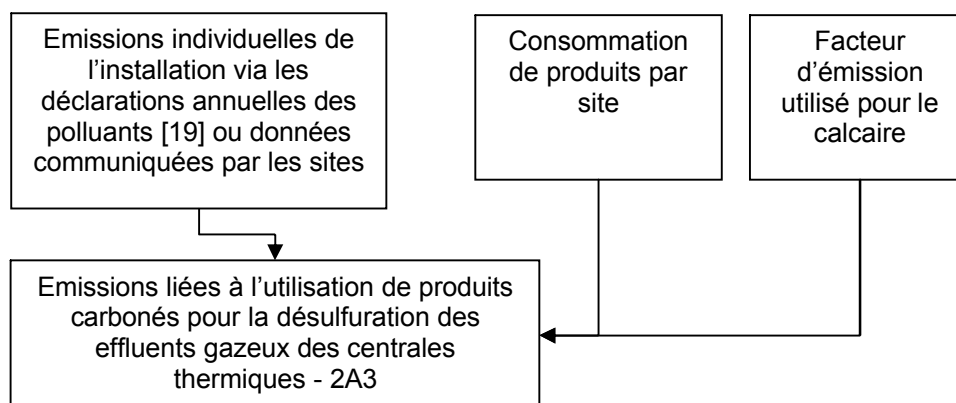 Emissions individuelles de
l’installation via les
déclarations annuelles des
polluants [19] ou données
communiquées par les sites
Consommation
de produits par
site
Facteur
d’émission
utilisé pour le
calcaire
Emissions liées à l’utilisation de produits
carbonés pour la désulfuration des
effluents gazeux des centrales
thermiques - 2A3